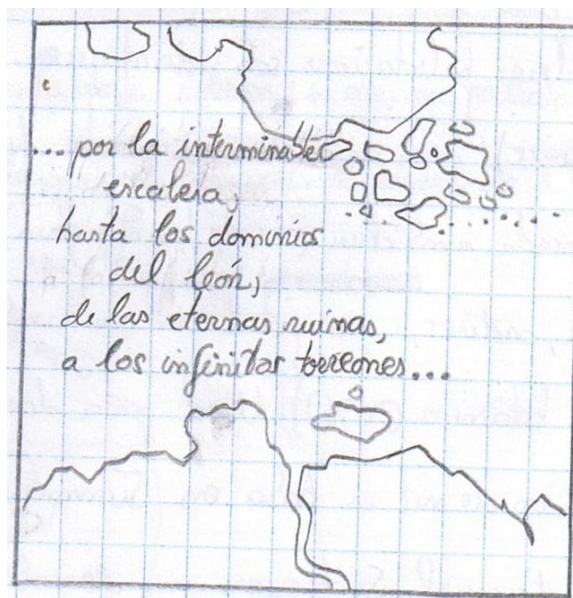 ... por la interminable
escalera,
hasta los dominios
del león,
de las eternas ruinas,
a los infinitos torreones...